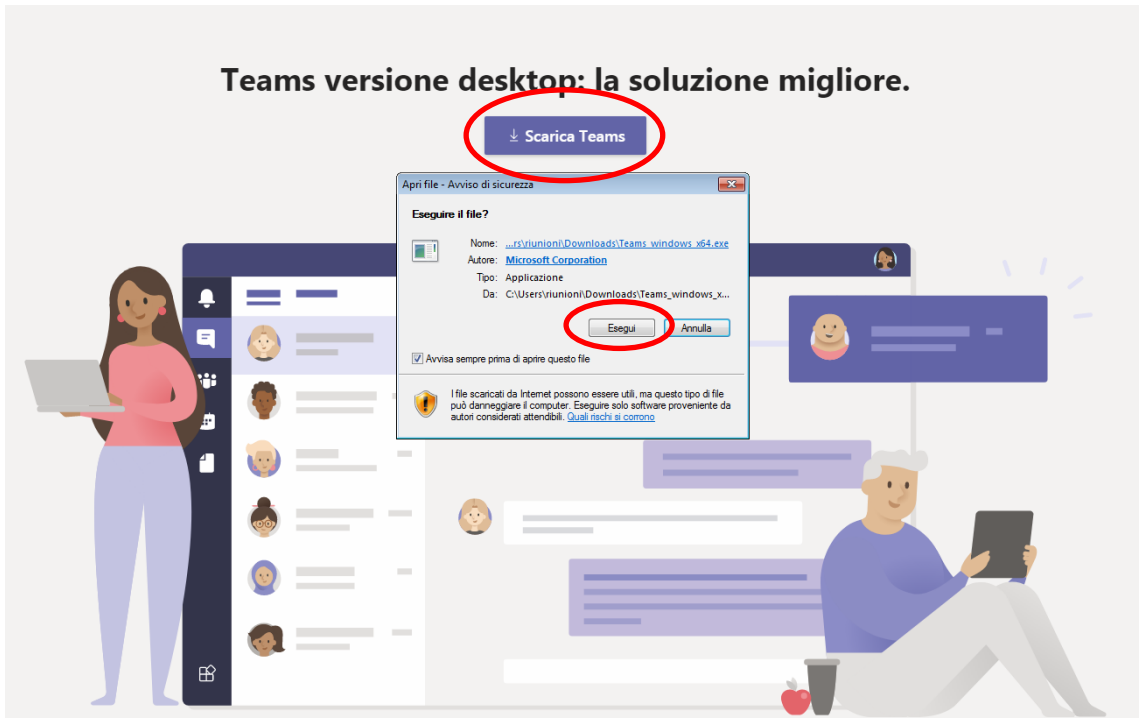 Teams versione desktop: la soluzione migliore.
Scarica Teams
Apri file - Avviso di sicurezza
Eseguire il file?
Nome: ...rs\riunioni\Downloads\Teams_windows_x64.exe
Autore: Microsoft Corporation
Tipo: Applicazione
Da: C:\Users\riunioni\Downloads\Teams_windows_x...
Esegui Annulla
Avvisa sempre prima di aprire questo file
I file scaricati da Internet possono essere utili, ma questo tipo di file
può danneggiare il computer. Eseguire solo software proveniente da
autori considerati attendibili. Quali rischi si corrono